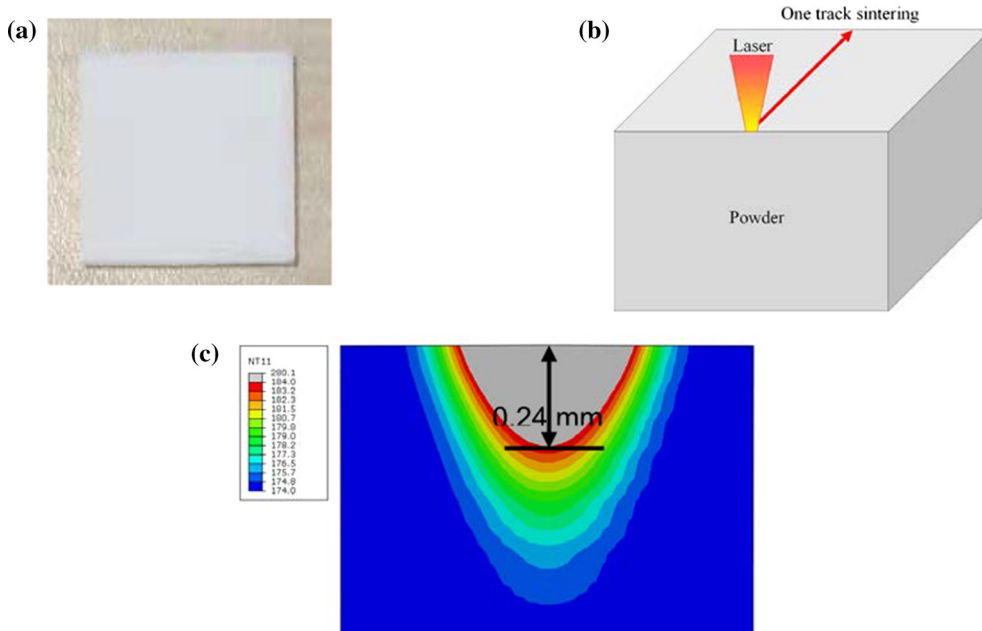 (a)
(b)
One track sintering
Laser
Powder
(c)
NT11
280.1
184.0
183.2
182.3
181.5
180.7
179.8
179.0
178.2
177.3
176.5
175.7
174.8
174.0
0.24 mm